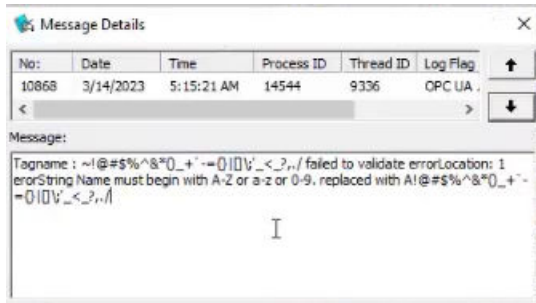 Message Details
No: Date Time Process ID Thread ID Log Flag
10868 3/14/2023 5:15:21 AM 14544 9336 OPC UA .
Message:
Tagname : ~!@#$%^&*()_+`-={}|[]\;'_<_?,./ failed to validate errorLocation: 1
erorString Name must begin with A-Z or a-z or 0-9. replaced with A!@#$%^&*()_+`-
={}|[]\;'_<_?,./